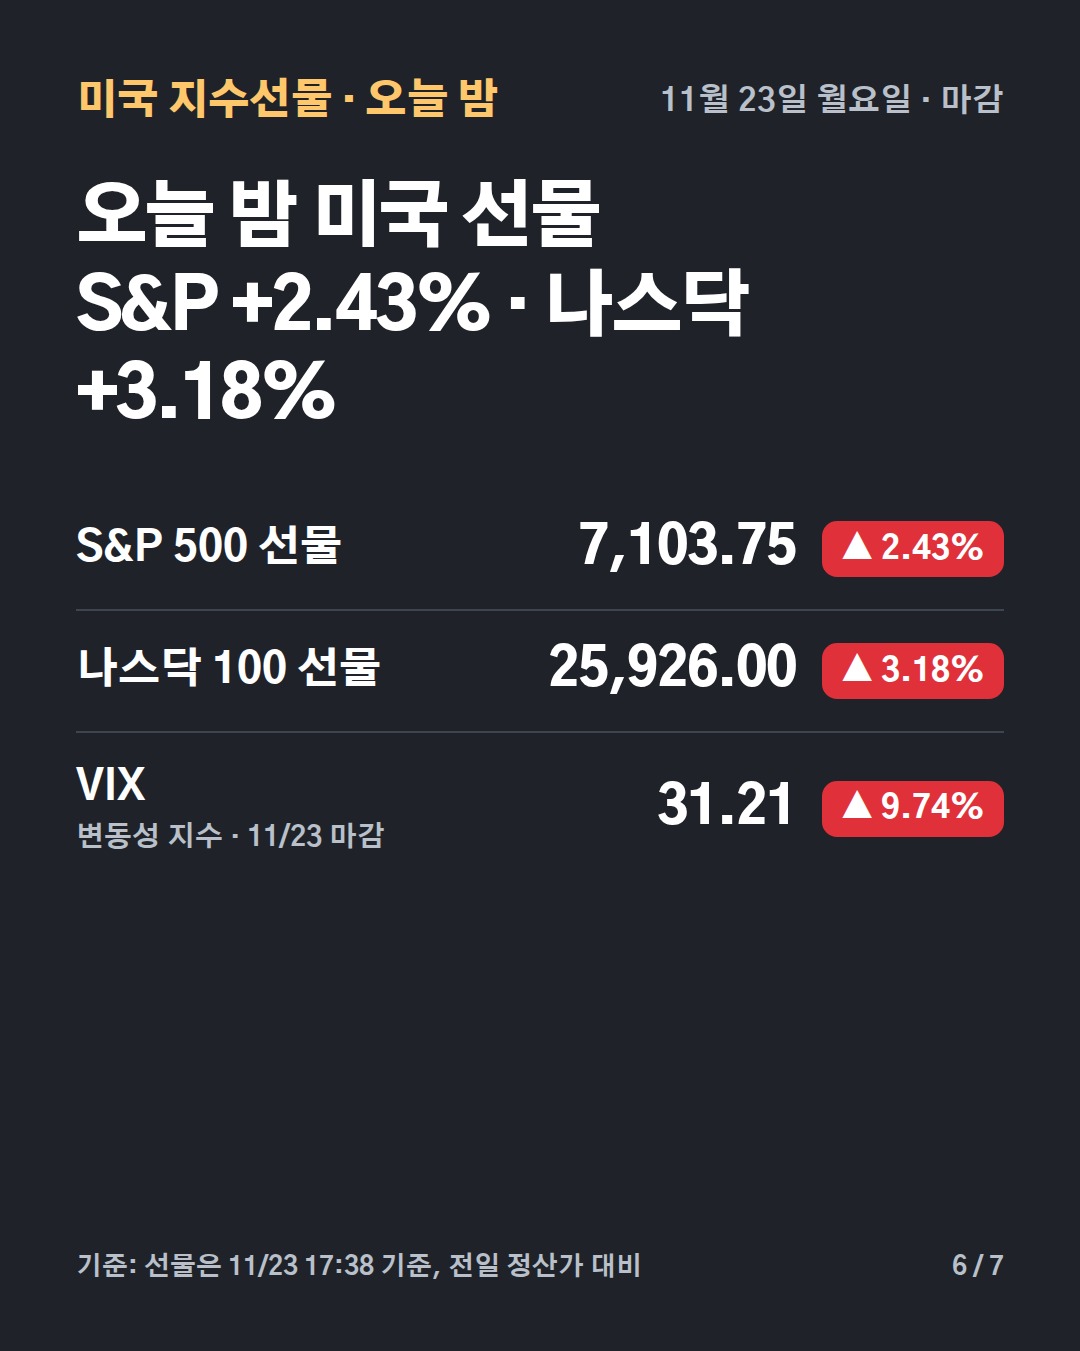 미국 지수선물 · 오늘 밤
11월 23일 월요일 · 마감
오늘 밤 미국 선물
S&P +2.43% · 나스닥
+3.18%
S&P 500 선물 7,103.75 ▲ 2.43%
나스닥 100 선물 25,926.00 ▲ 3.18%
VIX 31.21 ▲ 9.74%
변동성 지수 · 11/23 마감
기준: 선물은 11/23 17:38 기준, 전일 정산가 대비
6 / 7